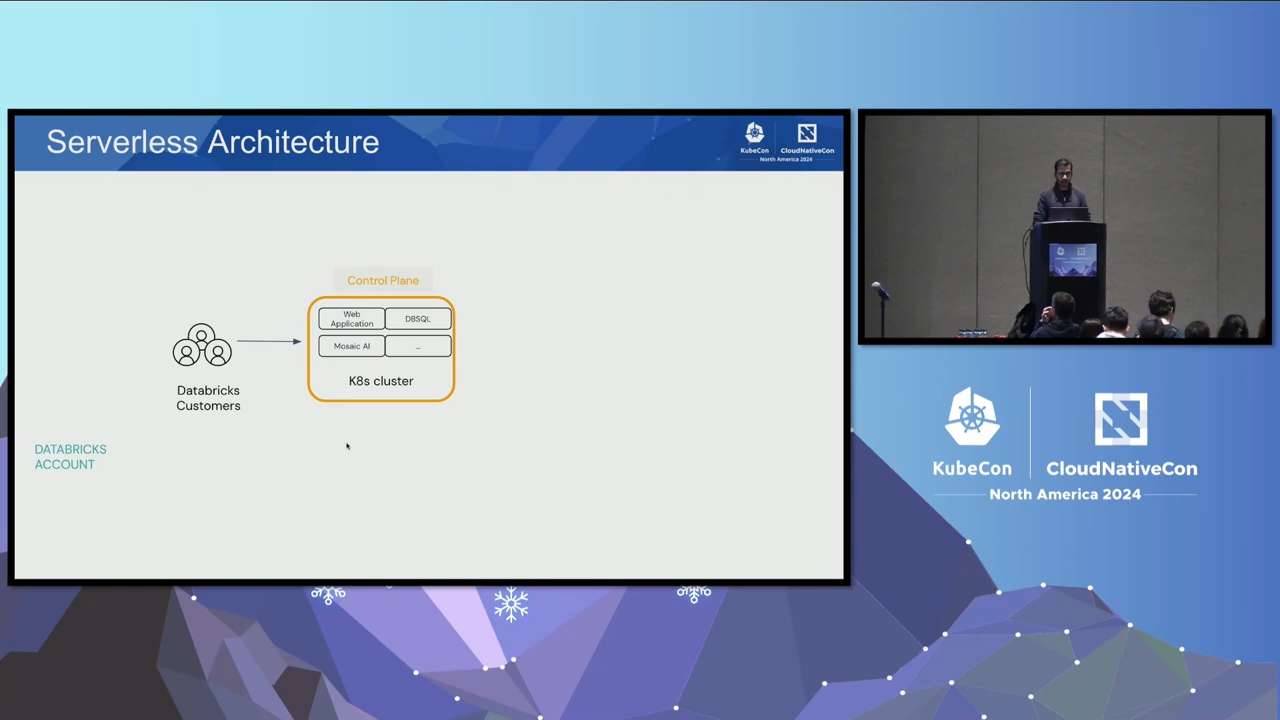 Serverless Architecture
KubeCon
CloudNativeCon
North America 2024
Control Plane
Web
Application
DBSQL
Mosaic AI
...
K8s cluster
Databricks
Customers
DATABRICKS
ACCOUNT
KubeCon
CloudNativeCon
North America 2024